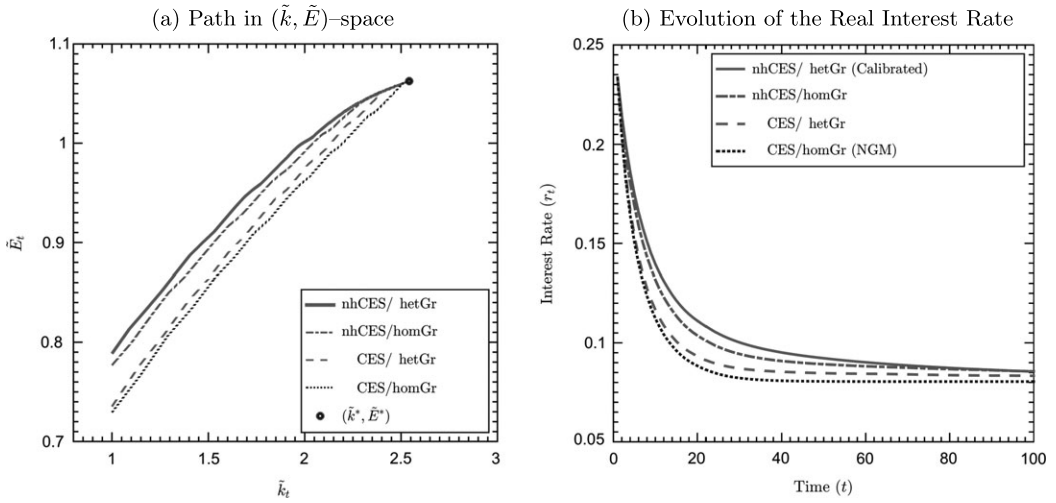 (a) Path in (k̃, Ẽ)–space
1.1
1
0.9
0.8
0.7
Ẽₜ
nhCES/ hetGr
nhCES/homGr
CES/ hetGr
CES/homGr
(k̃*, Ẽ*)
1
1.5
2
2.5
3
k̃ₜ
(b) Evolution of the Real Interest Rate
0.25
0.2
0.15
0.1
0.05
Interest Rate (rₜ)
nhCES/ hetGr (Calibrated)
nhCES/homGr
CES/ hetGr
CES/homGr (NGM)
0
20
40
60
80
100
Time (t)